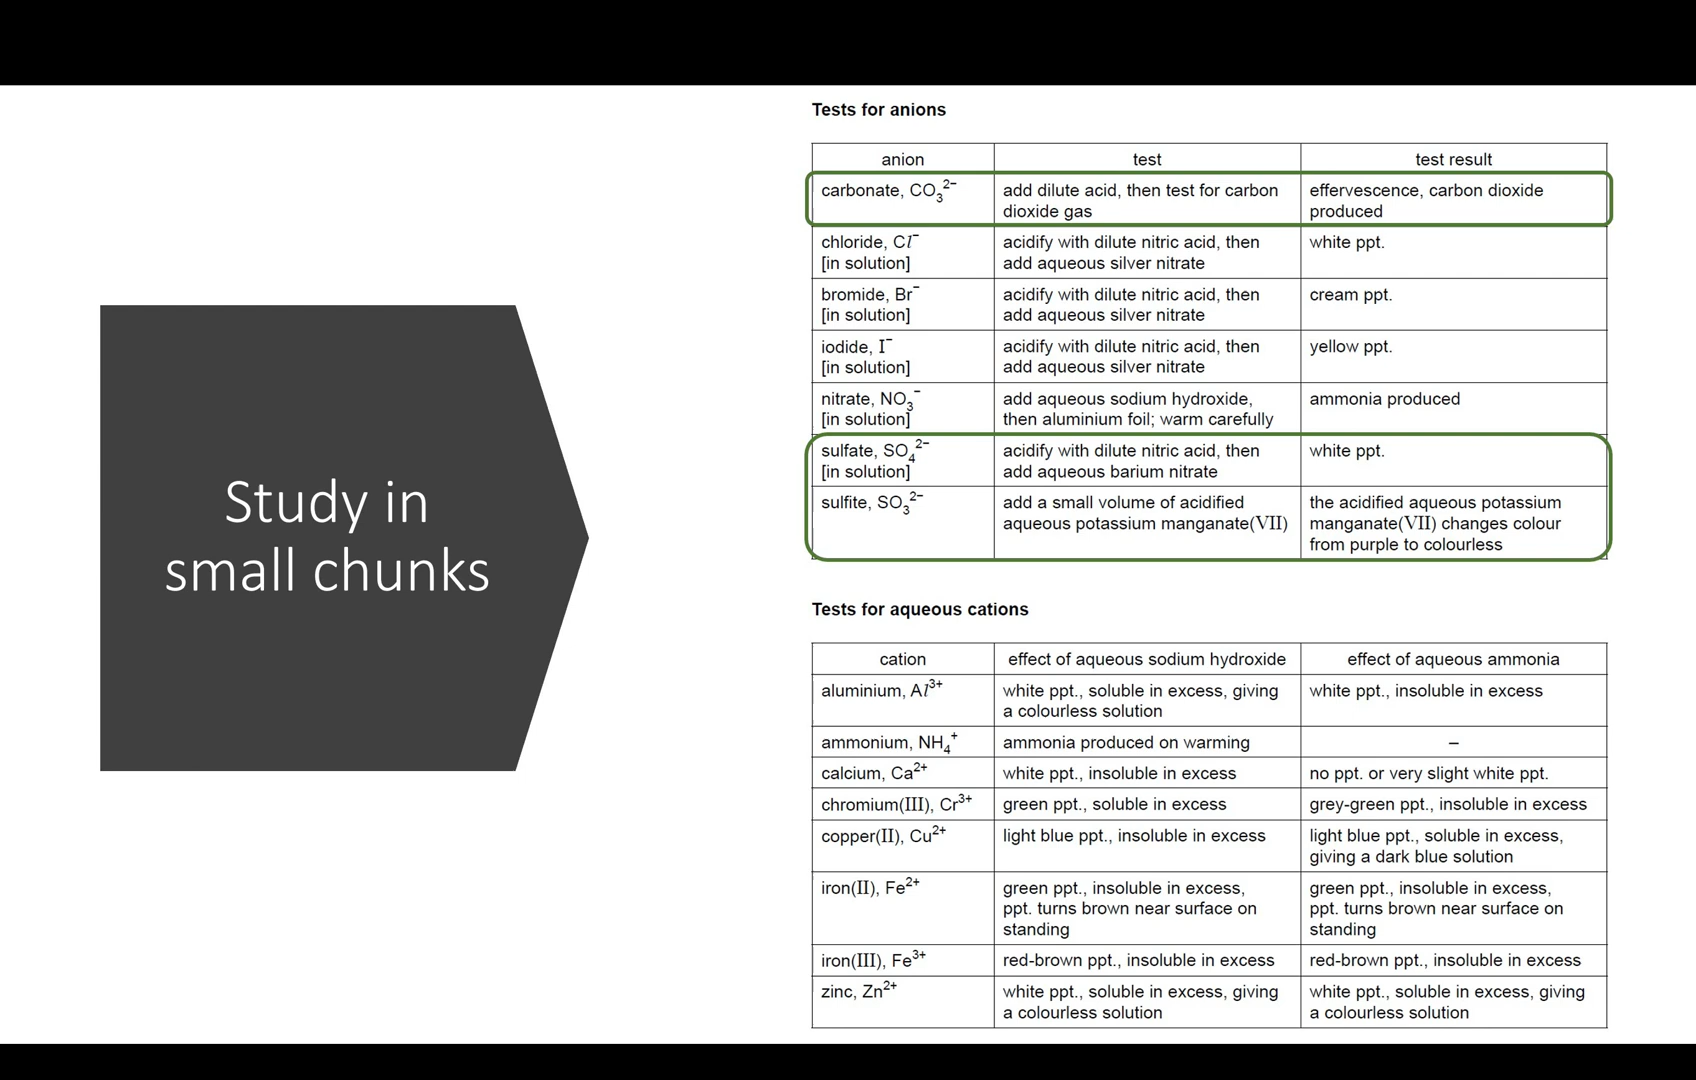 Study in
small chunks
Tests for anions
anion test test result
carbonate, CO₃²⁻ add dilute acid, then test for carbon effervescence, carbon dioxide
dioxide gas produced
chloride, Cl⁻ acidify with dilute nitric acid, then white ppt.
[in solution] add aqueous silver nitrate
bromide, Br⁻ acidify with dilute nitric acid, then cream ppt.
[in solution] add aqueous silver nitrate
iodide, I⁻ acidify with dilute nitric acid, then yellow ppt.
[in solution] add aqueous silver nitrate
nitrate, NO₃⁻ add aqueous sodium hydroxide, ammonia produced
[in solution] then aluminium foil; warm carefully
sulfate, SO₄²⁻ acidify with dilute nitric acid, then white ppt.
[in solution] add aqueous barium nitrate
sulfite, SO₃²⁻ add a small volume of acidified the acidified aqueous potassium
aqueous potassium manganate(VII) manganate(VII) changes colour
from purple to colourless
Tests for aqueous cations
cation effect of aqueous sodium hydroxide effect of aqueous ammonia
aluminium, Al³⁺ white ppt., soluble in excess, giving white ppt., insoluble in excess
a colourless solution
ammonium, NH₄⁺ ammonia produced on warming –
calcium, Ca²⁺ white ppt., insoluble in excess no ppt. or very slight white ppt.
chromium(III), Cr³⁺ green ppt., soluble in excess grey-green ppt., insoluble in excess
copper(II), Cu²⁺ light blue ppt., insoluble in excess light blue ppt., soluble in excess,
giving a dark blue solution
iron(II), Fe²⁺ green ppt., insoluble in excess, green ppt., insoluble in excess,
ppt. turns brown near surface on ppt. turns brown near surface on
standing standing
iron(III), Fe³⁺ red-brown ppt., insoluble in excess red-brown ppt., insoluble in excess
zinc, Zn²⁺ white ppt., soluble in excess, giving white ppt., soluble in excess, giving
a colourless solution a colourless solution